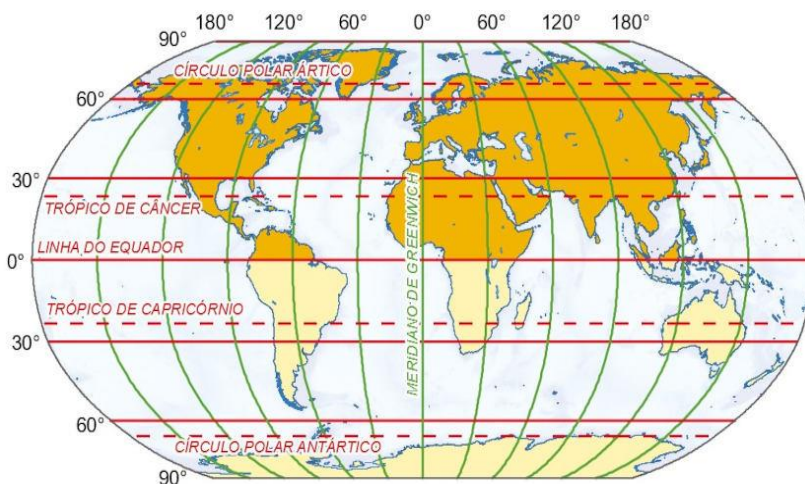 180° 120° 60° 0° 60° 120° 180°
90°
CÍRCULO POLAR ÁRTICO
60°
30°
TRÓPICO DE CÂNCER
LINHA DO EQUADOR
0°
MERIDIANO DE GREENWICH
TRÓPICO DE CAPRICÓRNIO
30°
60°
CÍRCULO POLAR ANTÁRTICO
90°